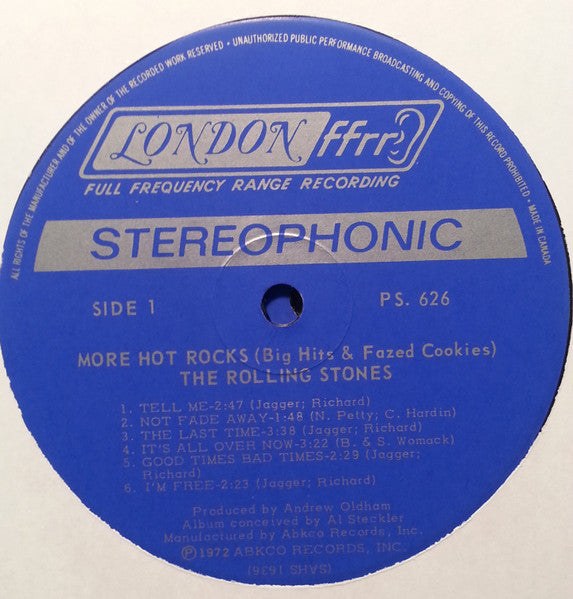 ALL RIGHTS OF THE MANUFACTURER AND OF THE OWNER OF THE RECORDED WORK RESERVED • UNAUTHORIZED PUBLIC PERFORMANCE BROADCASTING AND COPYING OF THIS RECORD PROHIBITED • MADE IN CANADA
LONDON ffrr
FULL FREQUENCY RANGE RECORDING
STEREOPHONIC
SIDE 1
PS. 626
MORE HOT ROCKS (Big Hits & Fazed Cookies)
THE ROLLING STONES
1. TELL ME-2:47 (Jagger; Richard)
2. NOT FADE AWAY-1:48 (N. Petty; C. Hardin)
3. THE LAST TIME-3:38 (Jagger; Richard)
4. IT'S ALL OVER NOW-3:22 (B. & S. Womack)
5. GOOD TIMES BAD TIMES-2:29 (Jagger;
Richard)
6. I'M FREE-2:23 (Jagger; Richard)
Produced by Andrew Oldham
Album conceived by Al Steckler
Manufactured by Abkco Records, Inc.
Ⓟ1972 ABKCO RECORDS, INC.
(SAHS 1636)